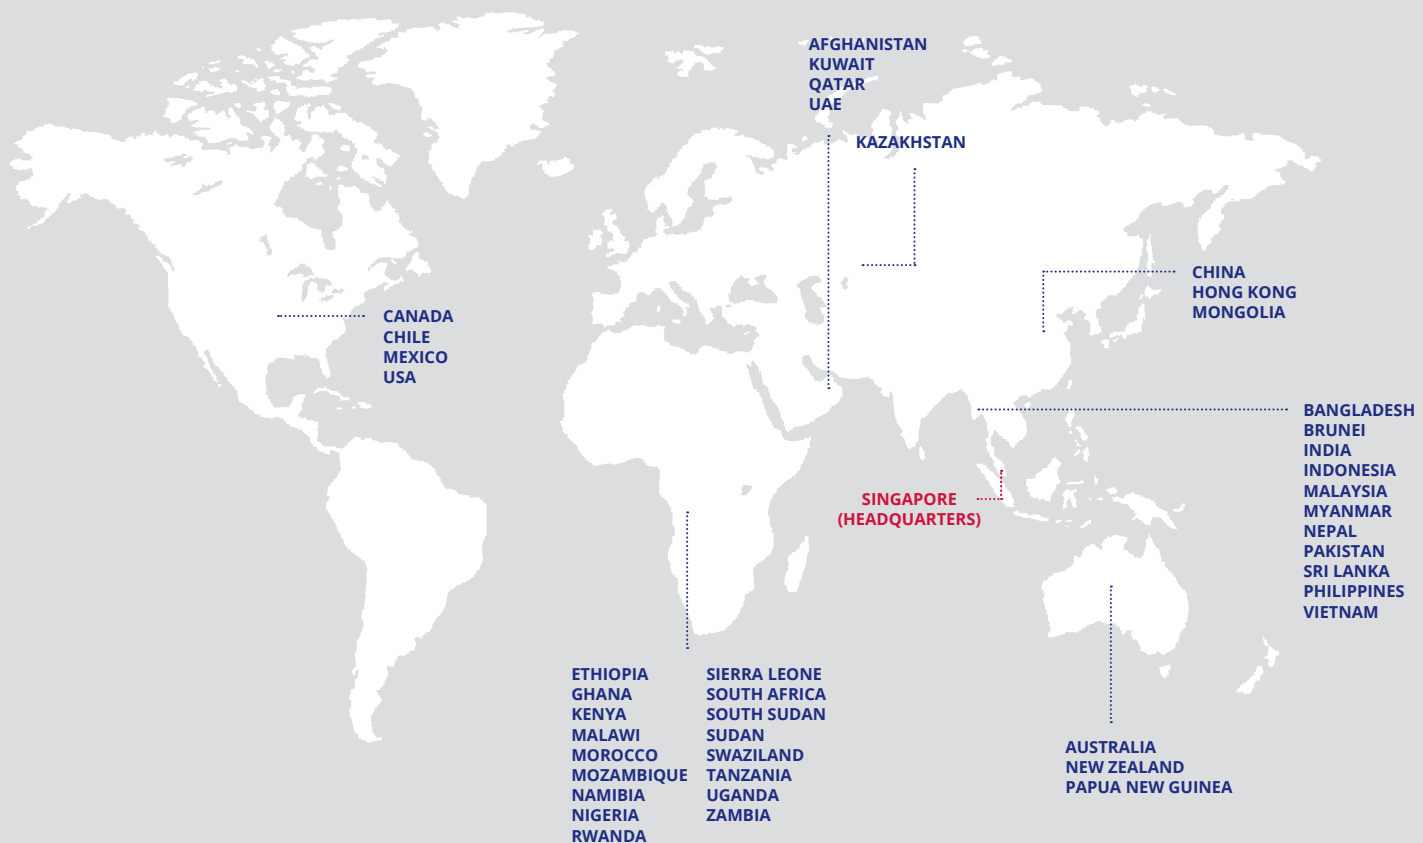 AFGHANISTAN
KUWAIT
QATAR
UAE
KAZAKHSTAN
CHINA
HONG KONG
MONGOLIA
CANADA
CHILE
MEXICO
USA
BANGLADESH
BRUNEI
INDIA
INDONESIA
MALAYSIA
MYANMAR
NEPAL
PAKISTAN
SRI LANKA
PHILIPPINES
VIETNAM
SINGAPORE
(HEADQUARTERS)
ETHIOPIA
GHANA
KENYA
MALAWI
MOROCCO
MOZAMBIQUE
NAMIBIA
NIGERIA
RWANDA
SIERRA LEONE
SOUTH AFRICA
SOUTH SUDAN
SUDAN
SWAZILAND
TANZANIA
UGANDA
ZAMBIA
AUSTRALIA
NEW ZEALAND
PAPUA NEW GUINEA